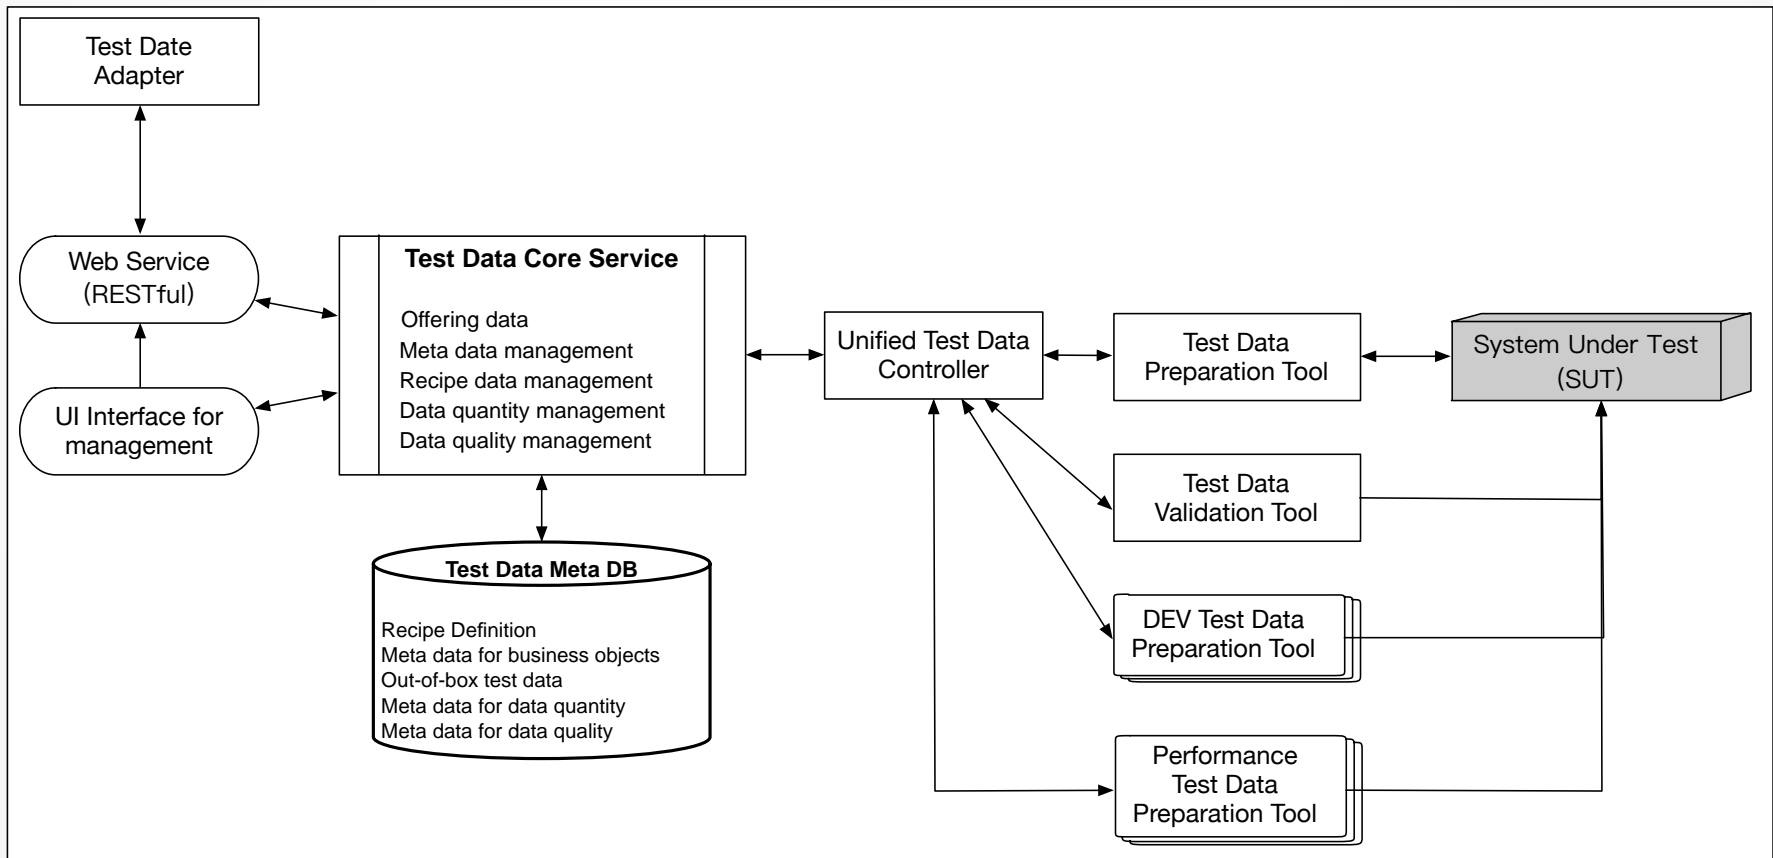 Test Date
Adapter
Web Service
(RESTful)
UI Interface for
management
Test Data Core Service
Offering data
Meta data management
Recipe data management
Data quantity management
Data quality management
Test Data Meta DB
Recipe Definition
Meta data for business objects
Out-of-box test data
Meta data for data quantity
Meta data for data quality
Unified Test Data
Controller
Test Data
Preparation Tool
System Under Test
(SUT)
Test Data
Validation Tool
DEV Test Data
Preparation Tool
Performance
Test Data
Preparation Tool